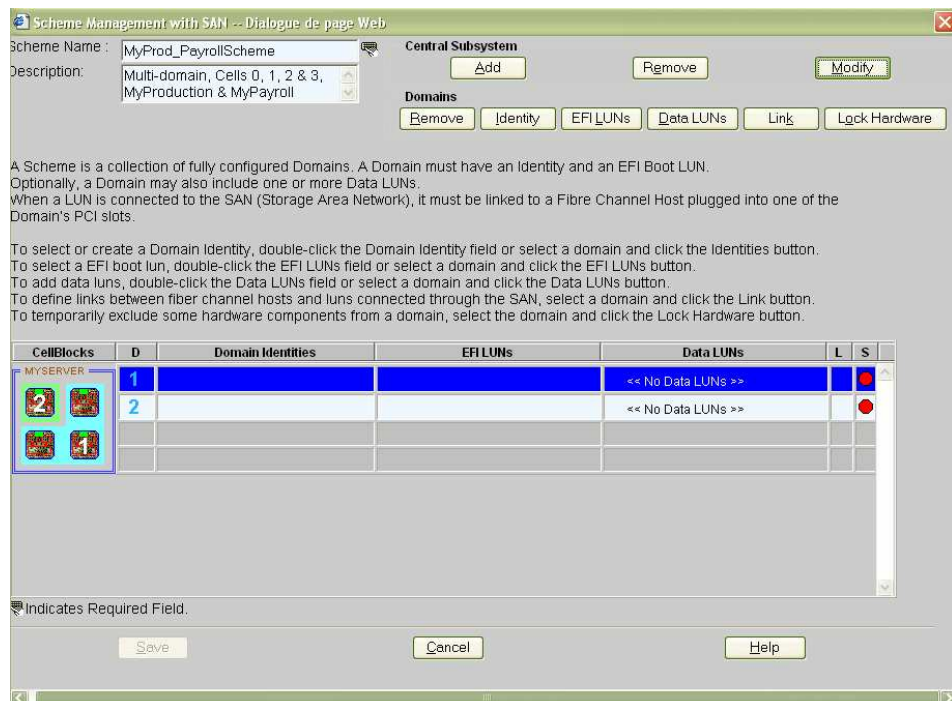 Scheme Management with SAN -- Dialogue de page Web
Scheme Name : MyProd_PayrollScheme
Description: Multi-domain, Cells 0, 1, 2 & 3,
MyProduction & MyPayroll
Central Subsystem
Add Remove Modify
Domains
Remove Identity EFI LUNs Data LUNs Link Lock Hardware
A Scheme is a collection of fully configured Domains. A Domain must have an Identity and an EFI Boot LUN.
Optionally, a Domain may also include one or more Data LUNs.
When a LUN is connected to the SAN (Storage Area Network), it must be linked to a Fibre Channel Host plugged into one of the
Domain's PCI slots.
To select or create a Domain Identity, double-click the Domain Identity field or select a domain and click the Identities button.
To select a EFI boot lun, double-click the EFI LUNs field or select a domain and click the EFI LUNs button.
To add data luns, double-click the Data LUNs field or select a domain and click the Data LUNs button.
To define links between fiber channel hosts and luns connected through the SAN, select a domain and click the Link button.
To temporarily exclude some hardware components from a domain, select the domain and click the Lock Hardware button.
CellBlocks D Domain Identities EFI LUNs Data LUNs L S
MYSERVER
1 << No Data LUNs >>
2
2 << No Data LUNs >>
1
Indicates Required Field.
Save Cancel Help